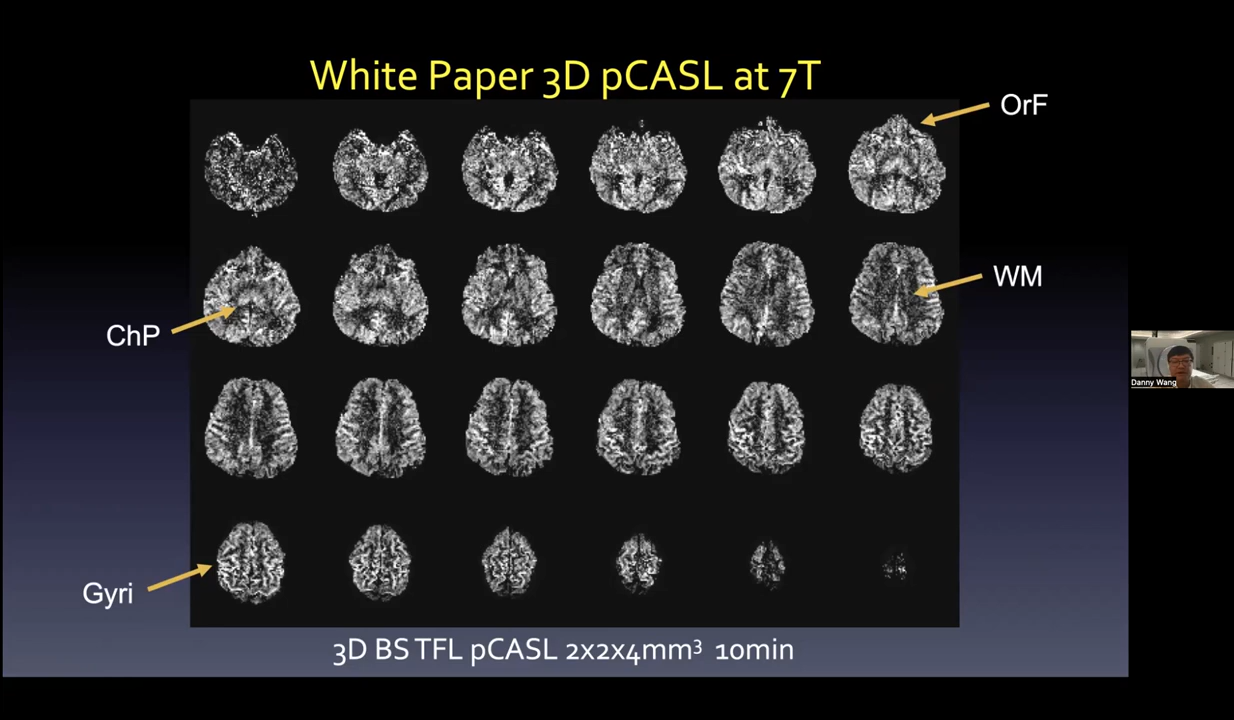 White Paper 3D pCASL at 7T
OrF
WM
ChP
Danny Wang
Gyri
3D BS TFL pCASL 2x2x4mm³ 10min